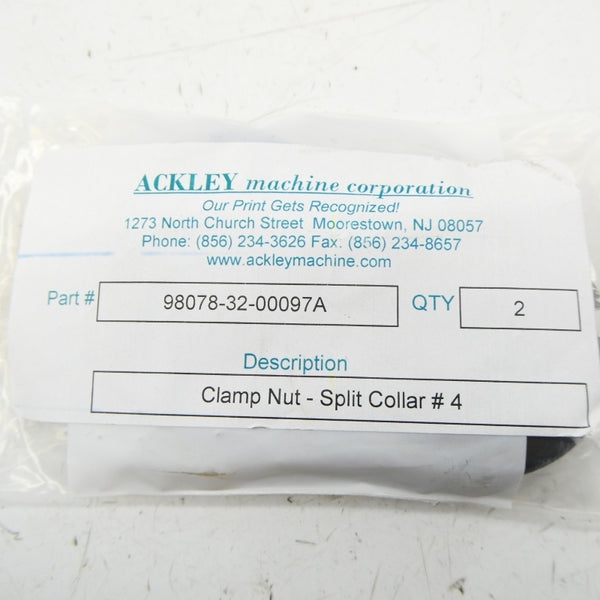 ACKLEY machine corporation
Our Print Gets Recognized!
1273 North Church Street Moorestown, NJ 08057
Phone: (856) 234-3626 Fax. (856) 234-8657
www.ackleymachine.com
Part # 98078-32-00097A QTY 2
Description
Clamp Nut - Split Collar # 4